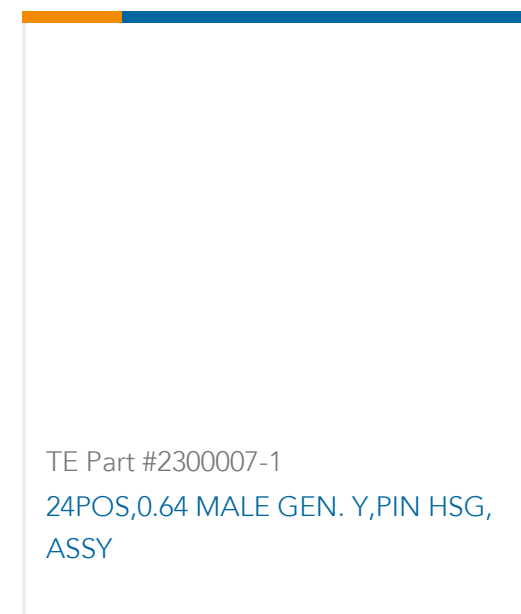 TE Part #2300007-1
24POS,0.64 MALE GEN. Y,PIN HSG,
ASSY